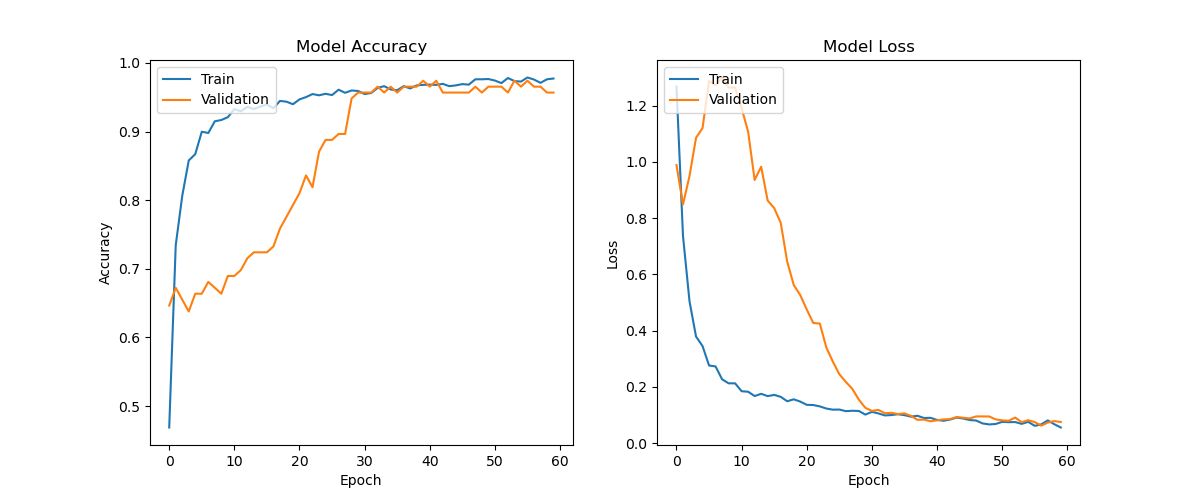 Model Accuracy
Train
Validation
1.0
0.9
0.8
0.7
0.6
0.5
Accuracy
0 10 20 30 40 50 60
Epoch
Model Loss
Train
Validation
1.2
1.0
0.8
0.6
0.4
0.2
0.0
Loss
0 10 20 30 40 50 60
Epoch